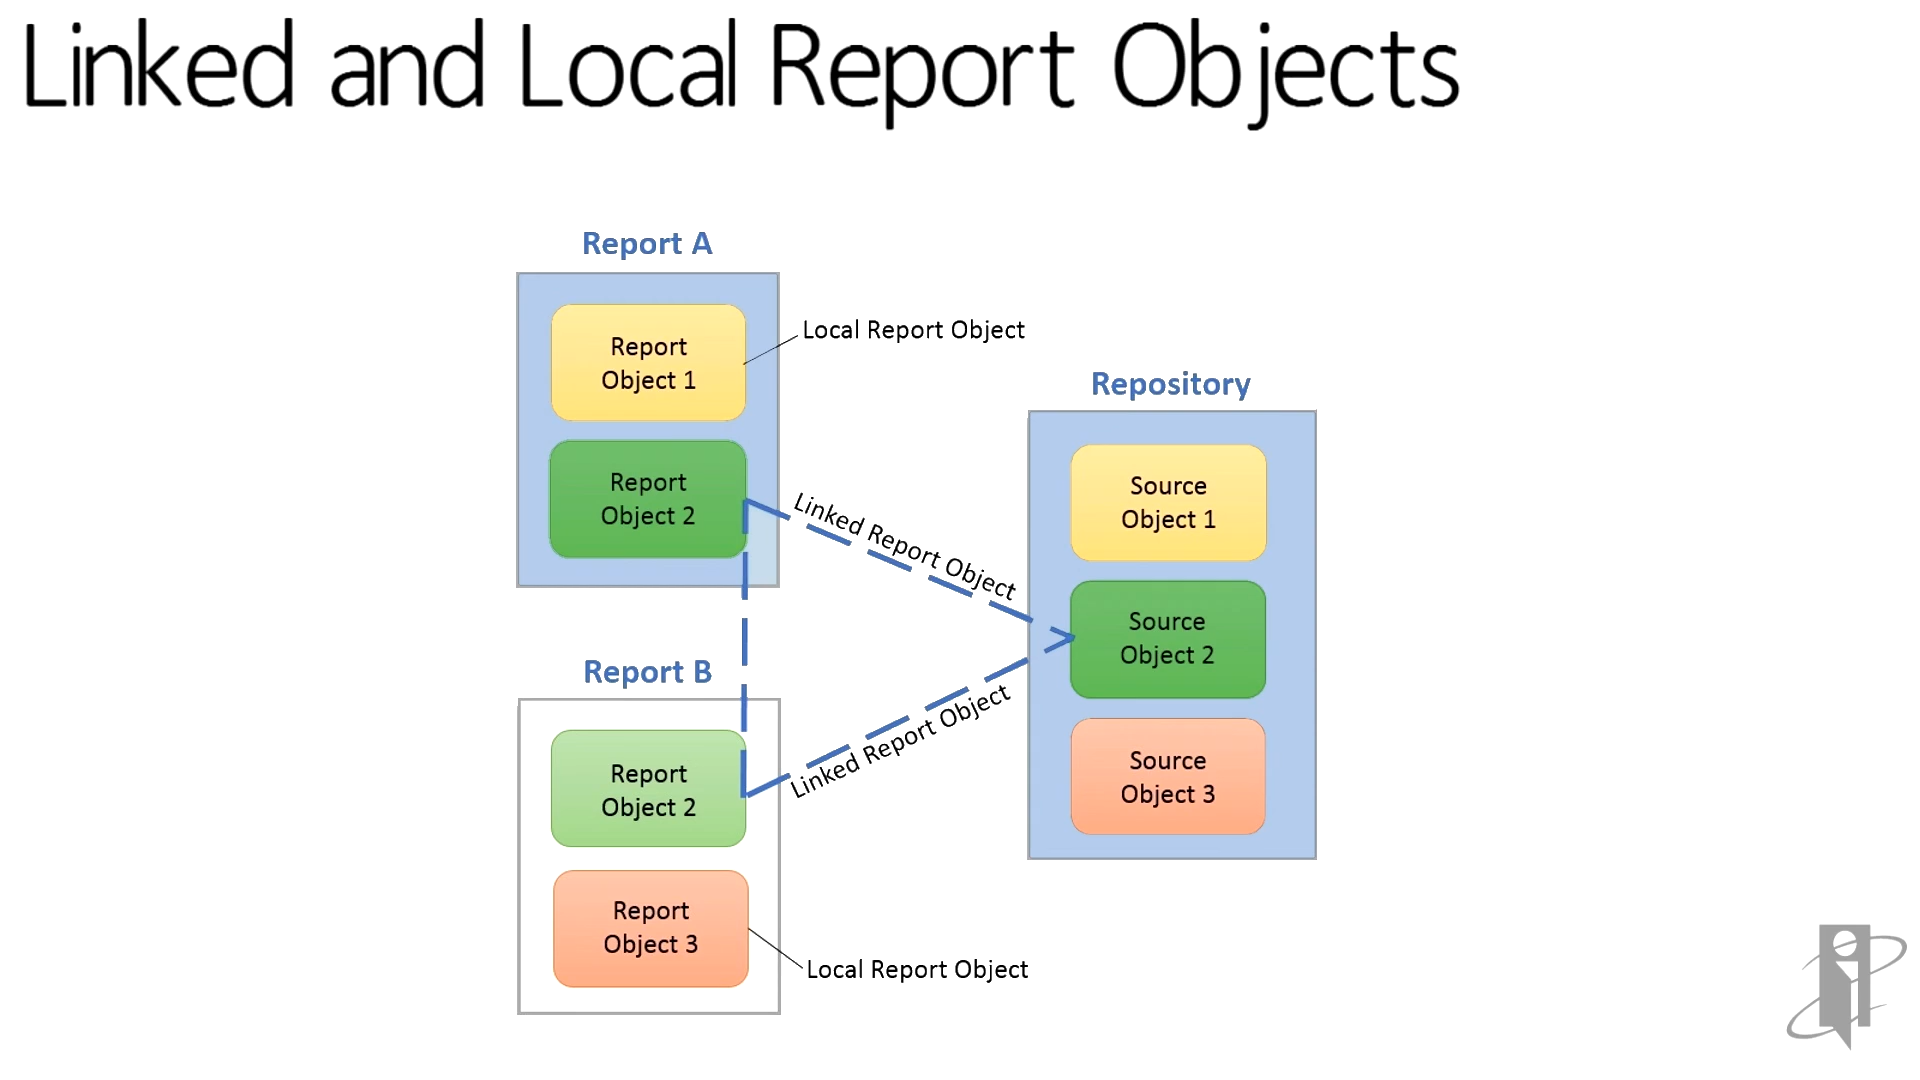 Linked and Local Report Objects
Report A
Report
Object 1
Local Report Object
Report
Object 2
Linked Report Object
Report B
Report
Object 2
Linked Report Object
Report
Object 3
Local Report Object
Repository
Source
Object 1
Source
Object 2
Source
Object 3